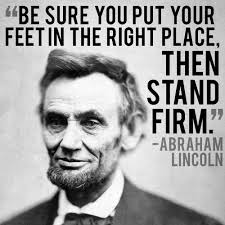 “BE SURE YOU PUT YOUR
FEET IN THE RIGHT PLACE,
THEN
STAND
FIRM.”
-ABRAHAM
LINCOLN